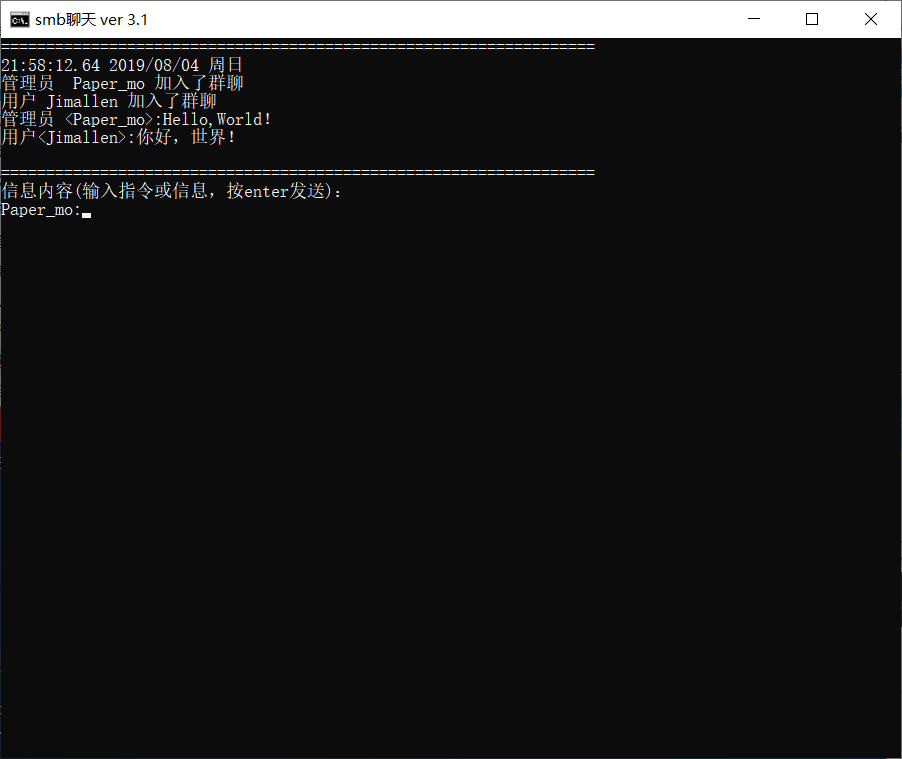 smb聊天 ver 3.1
==================================================================
21:58:12.64 2019/08/04 周日
管理员  Paper_mo 加入了群聊
用户 Jimallen 加入了群聊
管理员 <Paper_mo>:Hello,World!
用户<Jimallen>:你好，世界!
==================================================================
信息内容(输入指令或信息，按enter发送):
Paper_mo: